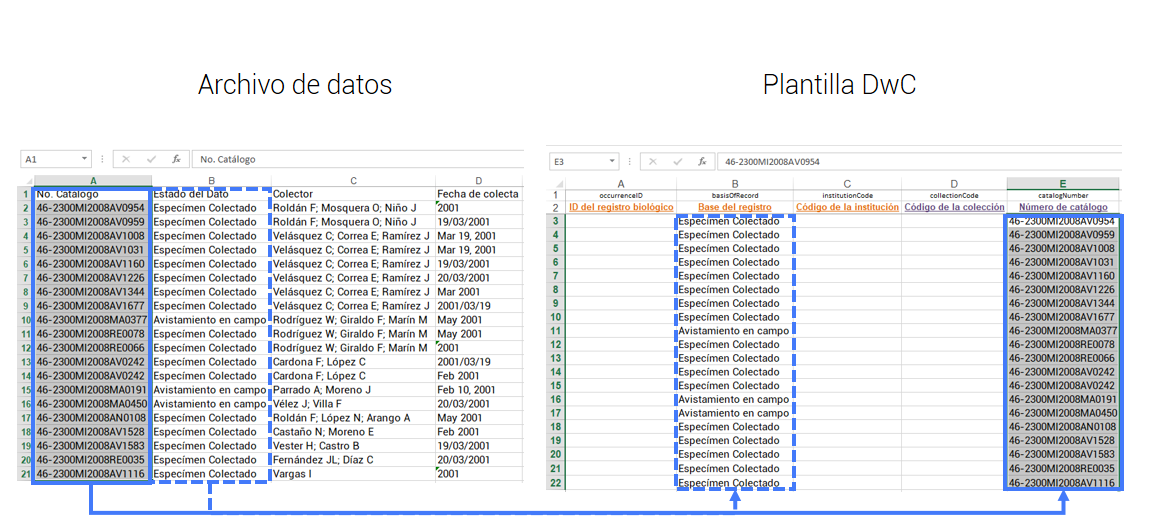 Archivo de datos
Plantilla DwC
A1 fx No. Catálogo
A B C D
1 No. Catálogo Estado del Dato Colector Fecha de colecta
2 46-2300MI2008AV0954 Especímen Colectado Roldán F; Mosquera O; Niño J 2001
3 46-2300MI2008AV0959 Especímen Colectado Roldán F; Mosquera O; Niño J 19/03/2001
4 46-2300MI2008AV1008 Especímen Colectado Velásquez C; Correa E; Ramírez J Mar 19, 2001
5 46-2300MI2008AV1031 Especímen Colectado Velásquez C; Correa E; Ramírez J Mar 19, 2001
6 46-2300MI2008AV1160 Especímen Colectado Velásquez C; Correa E; Ramírez J 19/03/2001
7 46-2300MI2008AV1226 Especímen Colectado Velásquez C; Correa E; Ramírez J 20/03/2001
8 46-2300MI2008AV1344 Especímen Colectado Velásquez C; Correa E; Ramírez J Mar 2001
9 46-2300MI2008AV1677 Especímen Colectado Velásquez C; Correa E; Ramírez J 2001/03/19
10 46-2300MI2008MA0377 Avistamiento en campo Rodríguez W; Giraldo F; Marín M May 2001
11 46-2300MI2008RE0078 Especímen Colectado Rodríguez W; Giraldo F; Marín M May 2001
12 46-2300MI2008RE0066 Especímen Colectado Rodríguez W; Giraldo F; Marín M 2001
13 46-2300MI2008AV0242 Especímen Colectado Cardona F; López C 2001/03/19
14 46-2300MI2008AV0242 Especímen Colectado Cardona F; López C Feb 2001
15 46-2300MI2008MA0191 Avistamiento en campo Parrado A; Moreno J Feb 10, 2001
16 46-2300MI2008MA0450 Avistamiento en campo Vélez J; Villa F 20/03/2001
17 46-2300MI2008AN0108 Especímen Colectado Roldán F; López N; Arango A May 2001
18 46-2300MI2008AV1528 Especímen Colectado Castaño N; Moreno E Feb 2001
19 46-2300MI2008AV1583 Especímen Colectado Vester H; Castro B 19/03/2001
20 46-2300MI2008RE0035 Especímen Colectado Fernández JL; Díaz C 20/03/2001
21 46-2300MI2008AV1116 Especímen Colectado Vargas I 2001
E3 fx 46-2300MI2008AV0954
A B C D E
1 occurrenceID basisOfRecord institutionCode collectionCode catalogNumber
2 ID del registro biológico Base del registro Código de la institución Código de la colección Número de catálogo
3 Especímen Colectado 46-2300MI2008AV0954
4 Especímen Colectado 46-2300MI2008AV0959
5 Especímen Colectado 46-2300MI2008AV1008
6 Especímen Colectado 46-2300MI2008AV1031
7 Especímen Colectado 46-2300MI2008AV1160
8 Especímen Colectado 46-2300MI2008AV1226
9 Especímen Colectado 46-2300MI2008AV1344
10 Especímen Colectado 46-2300MI2008AV1677
11 Avistamiento en campo 46-2300MI2008MA0377
12 Especímen Colectado 46-2300MI2008RE0078
13 Especímen Colectado 46-2300MI2008RE0066
14 Especímen Colectado 46-2300MI2008AV0242
15 Especímen Colectado 46-2300MI2008AV0242
16 Avistamiento en campo 46-2300MI2008MA0191
17 Avistamiento en campo 46-2300MI2008MA0450
18 Especímen Colectado 46-2300MI2008AN0108
19 Especímen Colectado 46-2300MI2008AV1528
20 Especímen Colectado 46-2300MI2008AV1583
21 Especímen Colectado 46-2300MI2008RE0035
22 Especímen Colectado 46-2300MI2008AV1116